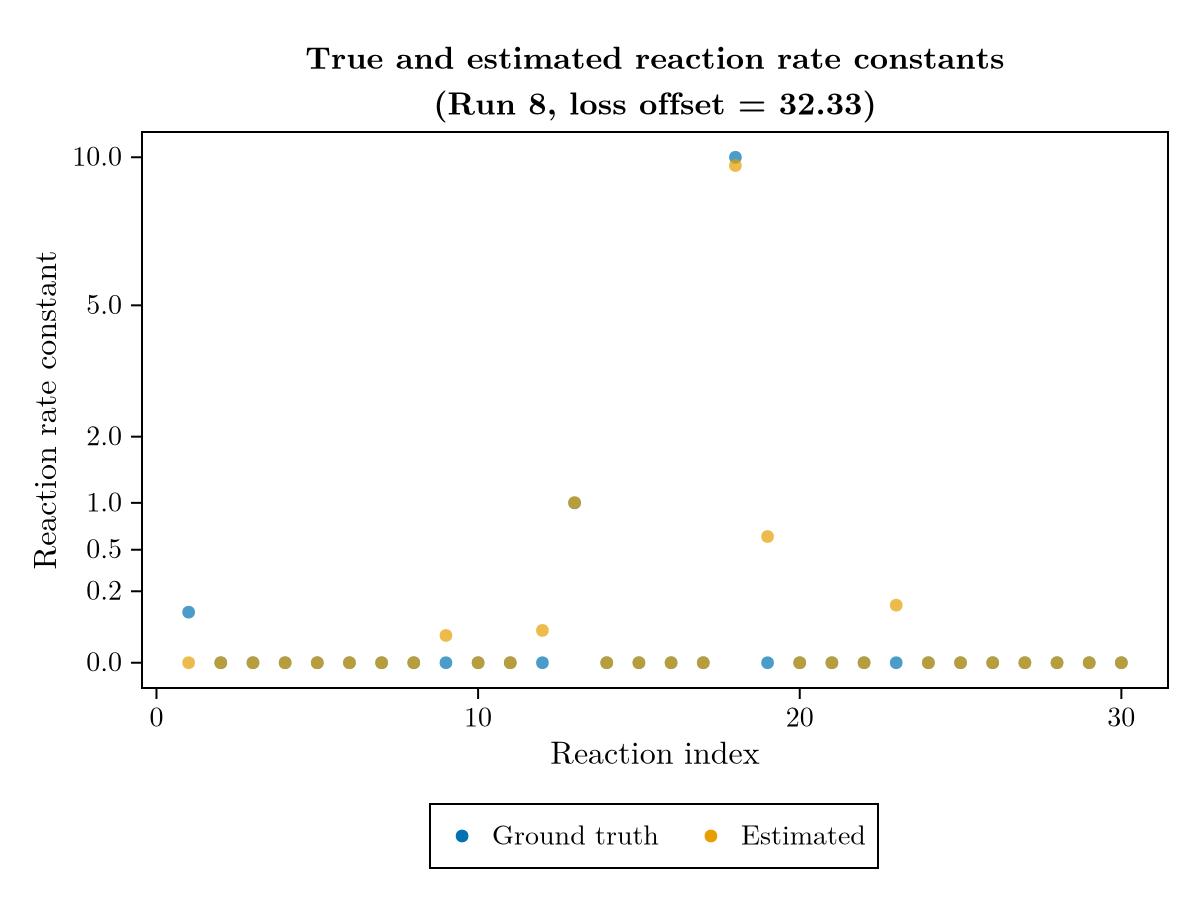 True and estimated reaction rate constants
(Run 8, loss offset = 32.33)
Reaction rate constant
10.0
5.0
2.0
1.0
0.5
0.2
0.0
0 10 20 30
Reaction index
Ground truth Estimated